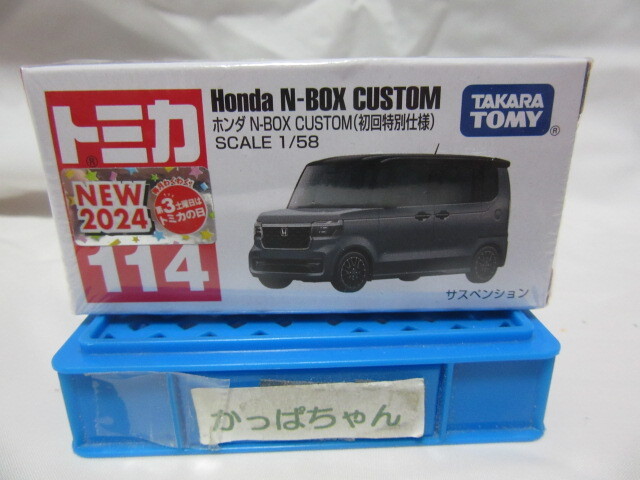 Honda N-BOX CUSTOM
ホンダ N-BOX CUSTOM(初回特別仕様)
SCALE 1/58
TAKARA
TOMY
トミカ
NEW
2024
第3土曜日は
トミカの日
114
サスペンション
かっぱちゃん